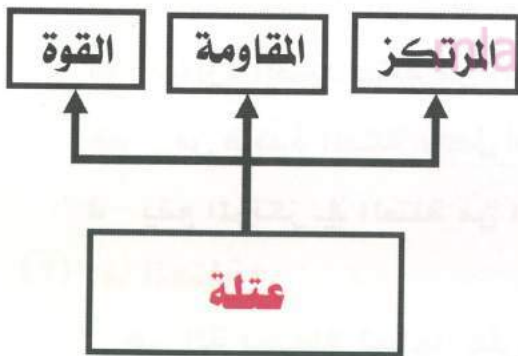 المرتكز
المقاومة
القوة
عتلة